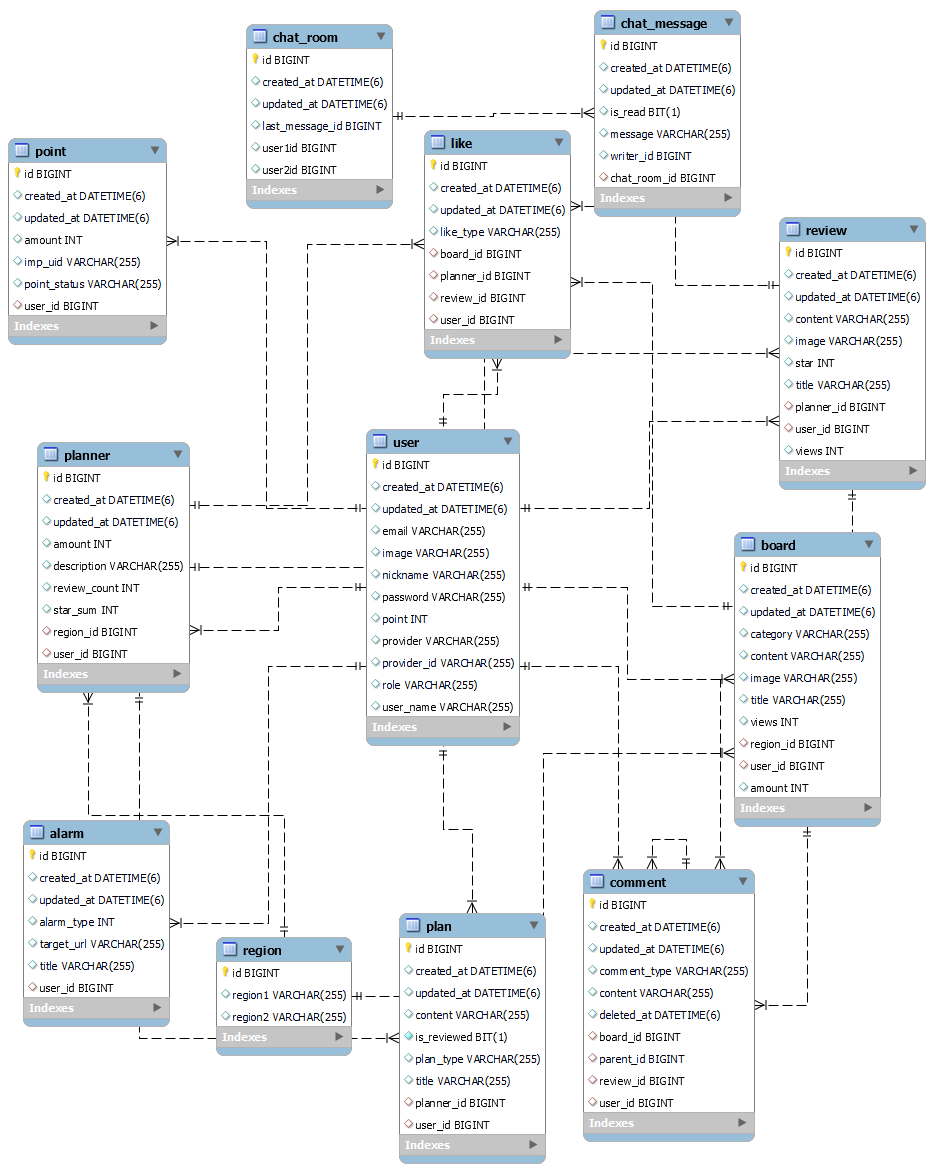 chat_room
id BIGINT
created_at DATETIME(6)
updated_at DATETIME(6)
last_message_id BIGINT
user1id BIGINT
user2id BIGINT
Indexes
chat_message
id BIGINT
created_at DATETIME(6)
updated_at DATETIME(6)
is_read BIT(1)
message VARCHAR(255)
writer_id BIGINT
chat_room_id BIGINT
Indexes
point
id BIGINT
created_at DATETIME(6)
updated_at DATETIME(6)
amount INT
imp_uid VARCHAR(255)
point_status VARCHAR(255)
user_id BIGINT
Indexes
like
id BIGINT
created_at DATETIME(6)
updated_at DATETIME(6)
like_type VARCHAR(255)
board_id BIGINT
planner_id BIGINT
review_id BIGINT
user_id BIGINT
Indexes
review
id BIGINT
created_at DATETIME(6)
updated_at DATETIME(6)
content VARCHAR(255)
image VARCHAR(255)
star INT
title VARCHAR(255)
planner_id BIGINT
user_id BIGINT
views INT
Indexes
planner
id BIGINT
created_at DATETIME(6)
updated_at DATETIME(6)
amount INT
description VARCHAR(255)
review_count INT
star_sum INT
region_id BIGINT
user_id BIGINT
Indexes
user
id BIGINT
created_at DATETIME(6)
updated_at DATETIME(6)
email VARCHAR(255)
image VARCHAR(255)
nickname VARCHAR(255)
password VARCHAR(255)
point INT
provider VARCHAR(255)
provider_id VARCHAR(255)
role VARCHAR(255)
user_name VARCHAR(255)
Indexes
board
id BIGINT
created_at DATETIME(6)
updated_at DATETIME(6)
category VARCHAR(255)
content VARCHAR(255)
image VARCHAR(255)
title VARCHAR(255)
views INT
region_id BIGINT
user_id BIGINT
amount INT
Indexes
alarm
id BIGINT
created_at DATETIME(6)
updated_at DATETIME(6)
alarm_type INT
target_url VARCHAR(255)
title VARCHAR(255)
user_id BIGINT
Indexes
region
id BIGINT
region1 VARCHAR(255)
region2 VARCHAR(255)
Indexes
plan
id BIGINT
created_at DATETIME(6)
updated_at DATETIME(6)
content VARCHAR(255)
is_reviewed BIT(1)
plan_type VARCHAR(255)
title VARCHAR(255)
planner_id BIGINT
user_id BIGINT
Indexes
comment
id BIGINT
created_at DATETIME(6)
updated_at DATETIME(6)
comment_type VARCHAR(255)
content VARCHAR(255)
deleted_at DATETIME(6)
board_id BIGINT
parent_id BIGINT
review_id BIGINT
user_id BIGINT
Indexes